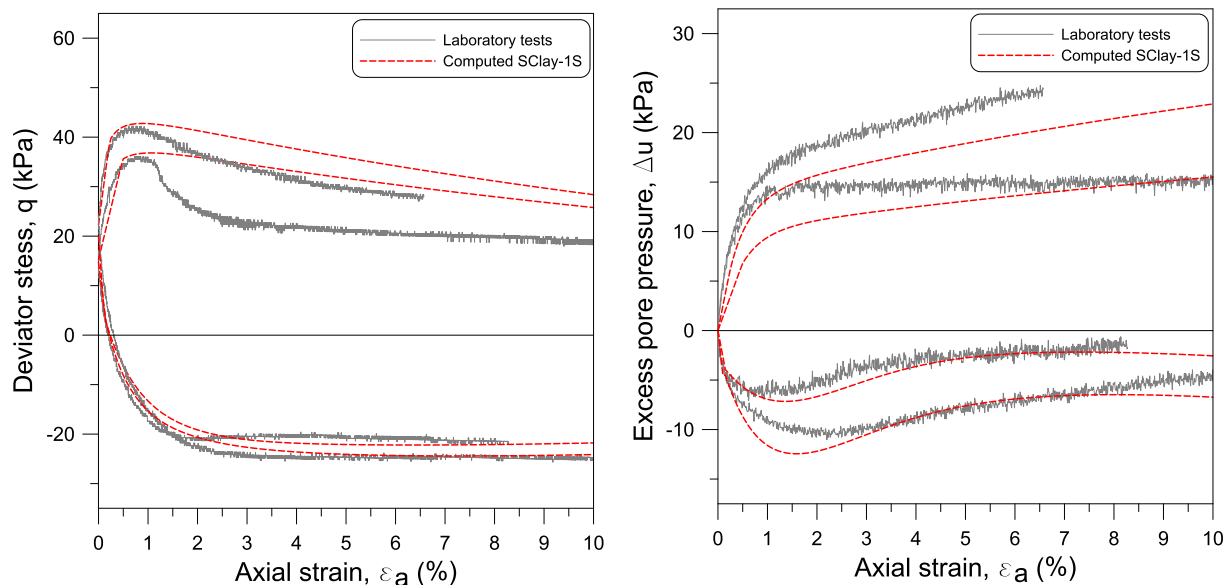 Laboratory tests
Computed SClay-1S
60
40
20
0
-20
Deviator stess, q (kPa)
0 1 2 3 4 5 6 7 8 9 10
Axial strain, εa (%)
Laboratory tests
Computed SClay-1S
30
20
10
0
-10
Excess pore pressure, Δu (kPa)
0 1 2 3 4 5 6 7 8 9 10
Axial strain, εa (%)